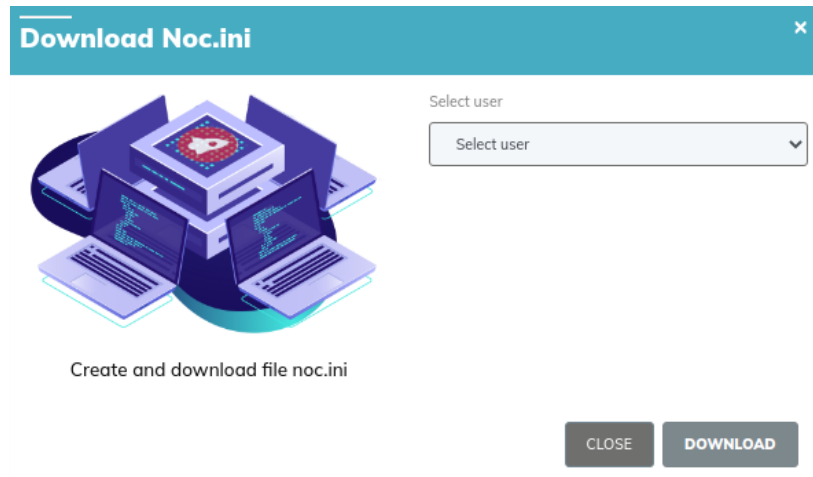 Download Noc.ini
×
Select user
Select user
Create and download file noc.ini
CLOSE
DOWNLOAD